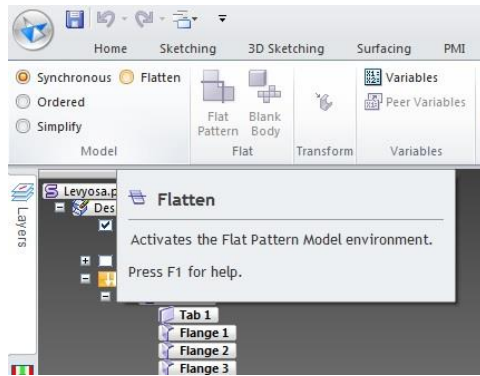 Home Sketching 3D Sketching Surfacing PMI
Synchronous Flatten
Ordered
Simplify
Model
Flat Pattern
Blank Body
Flat
Transform
Variables
Peer Variables
Variables
Layers
Levyosa.p
Des
Flatten
Activates the Flat Pattern Model environment.
Press F1 for help.
Tab 1
Flange 1
Flange 2
Flange 3